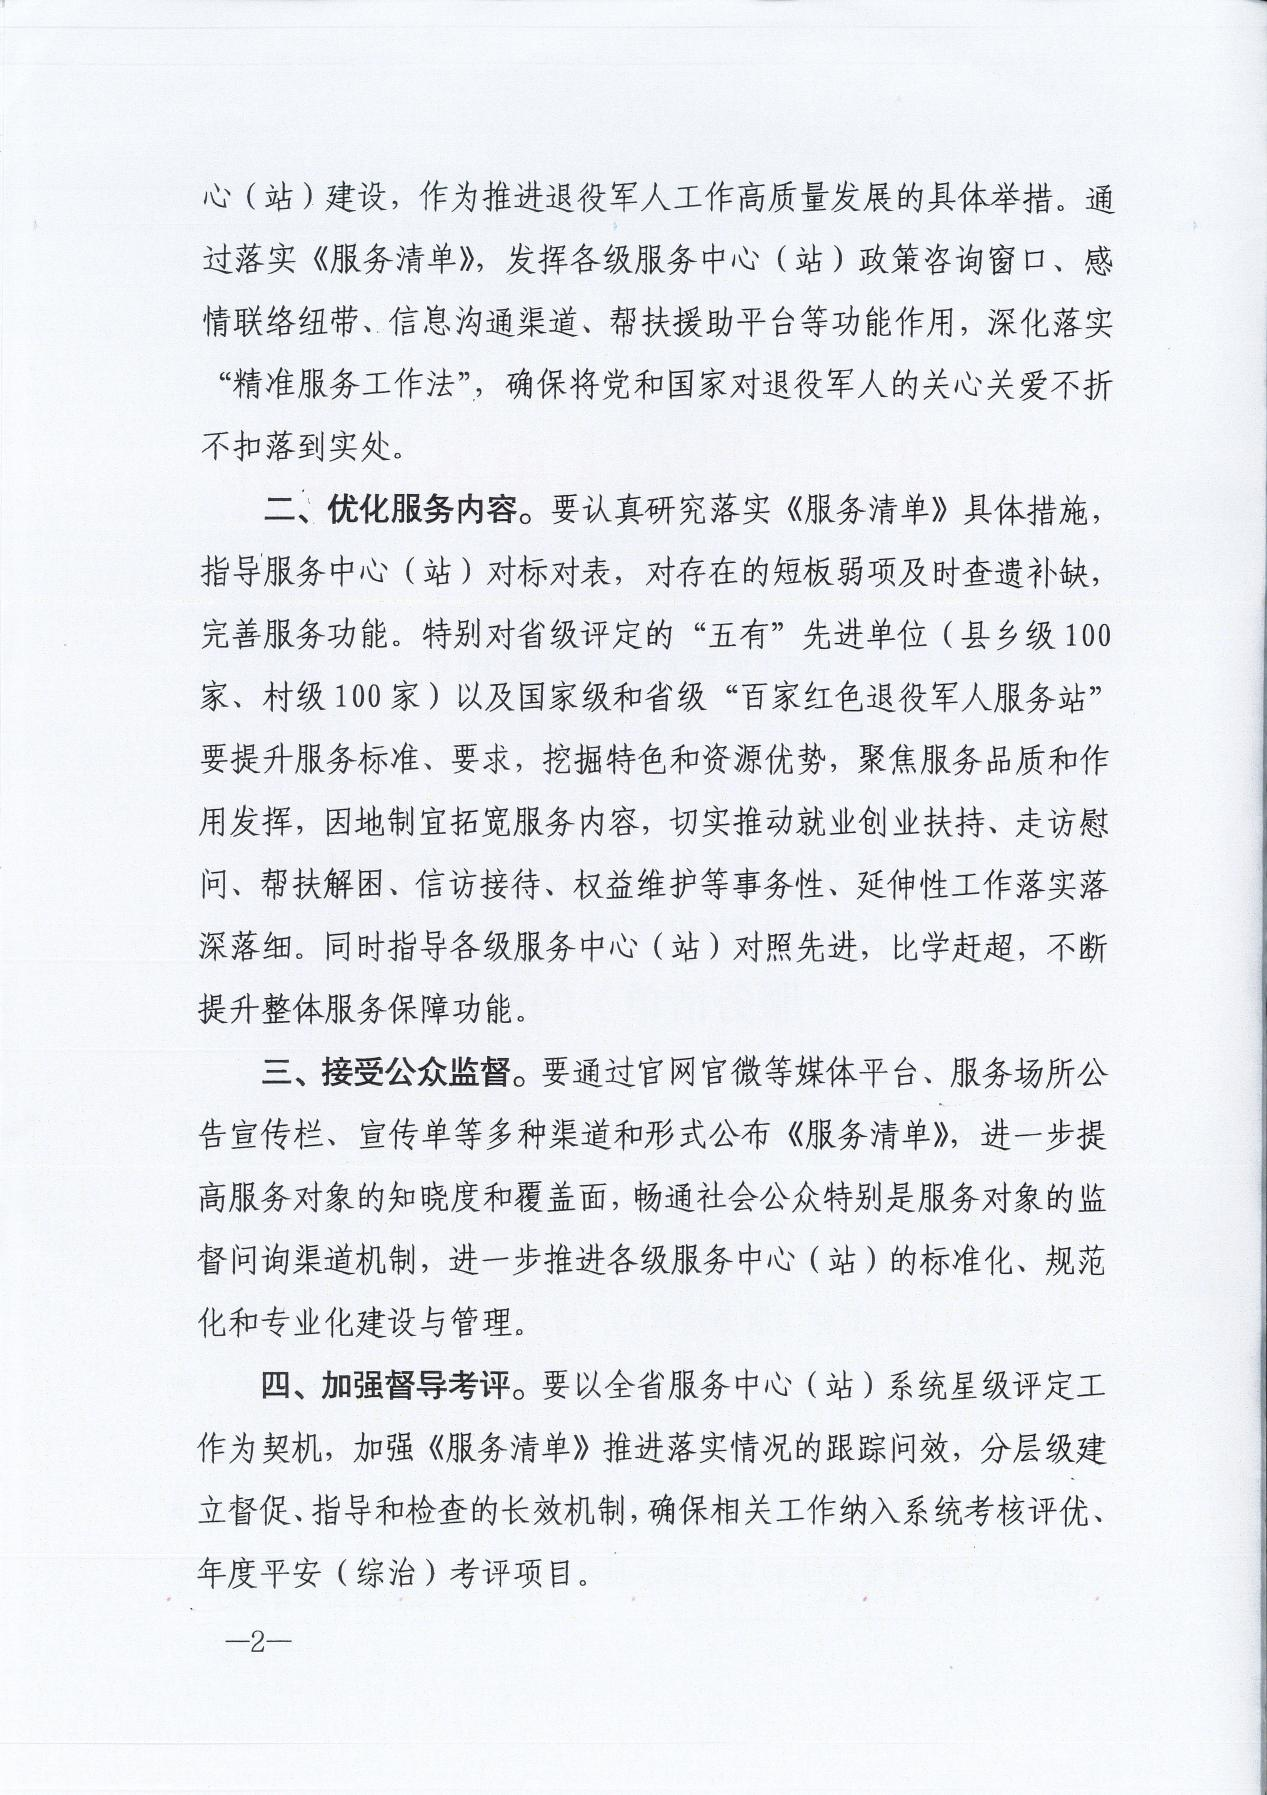 心（站）建设，作为推进退役军人工作高质量发展的具体举措。通
过落实《服务清单》，发挥各级服务中心（站）政策咨询窗口、感
情联络纽带、信息沟通渠道、帮扶援助平台等功能作用，深化落实
“精准服务工作法”，确保将党和国家对退役军人的关心关爱不折
不扣落到实处。
二、优化服务内容。要认真研究落实《服务清单》具体措施，
指导服务中心（站）对标对表，对存在的短板弱项及时查遗补缺，
完善服务功能。特别对省级评定的“五有”先进单位（县乡级100
家、村级100家）以及国家级和省级“百家红色退役军人服务站”
要提升服务标准、要求，挖掘特色和资源优势，聚焦服务品质和作
用发挥，因地制宜拓宽服务内容，切实推动就业创业扶持、走访慰
问、帮扶解困、信访接待、权益维护等事务性、延伸性工作落实落
深落细。同时指导各级服务中心（站）对照先进，比学赶超，不断
提升整体服务保障功能。
三、接受公众监督。要通过官网官微等媒体平台、服务场所公
告宣传栏、宣传单等多种渠道和形式公布《服务清单》，进一步提
高服务对象的知晓度和覆盖面，畅通社会公众特别是服务对象的监
督问询渠道机制，进一步推进各级服务中心（站）的标准化、规范
化和专业化建设与管理。
四、加强督导考评。要以全省服务中心（站）系统星级评定工
作为契机，加强《服务清单》推进落实情况的跟踪问效，分层级建
立督促、指导和检查的长效机制，确保相关工作纳入系统考核评优、
年度平安（综治）考评项目。
—2—